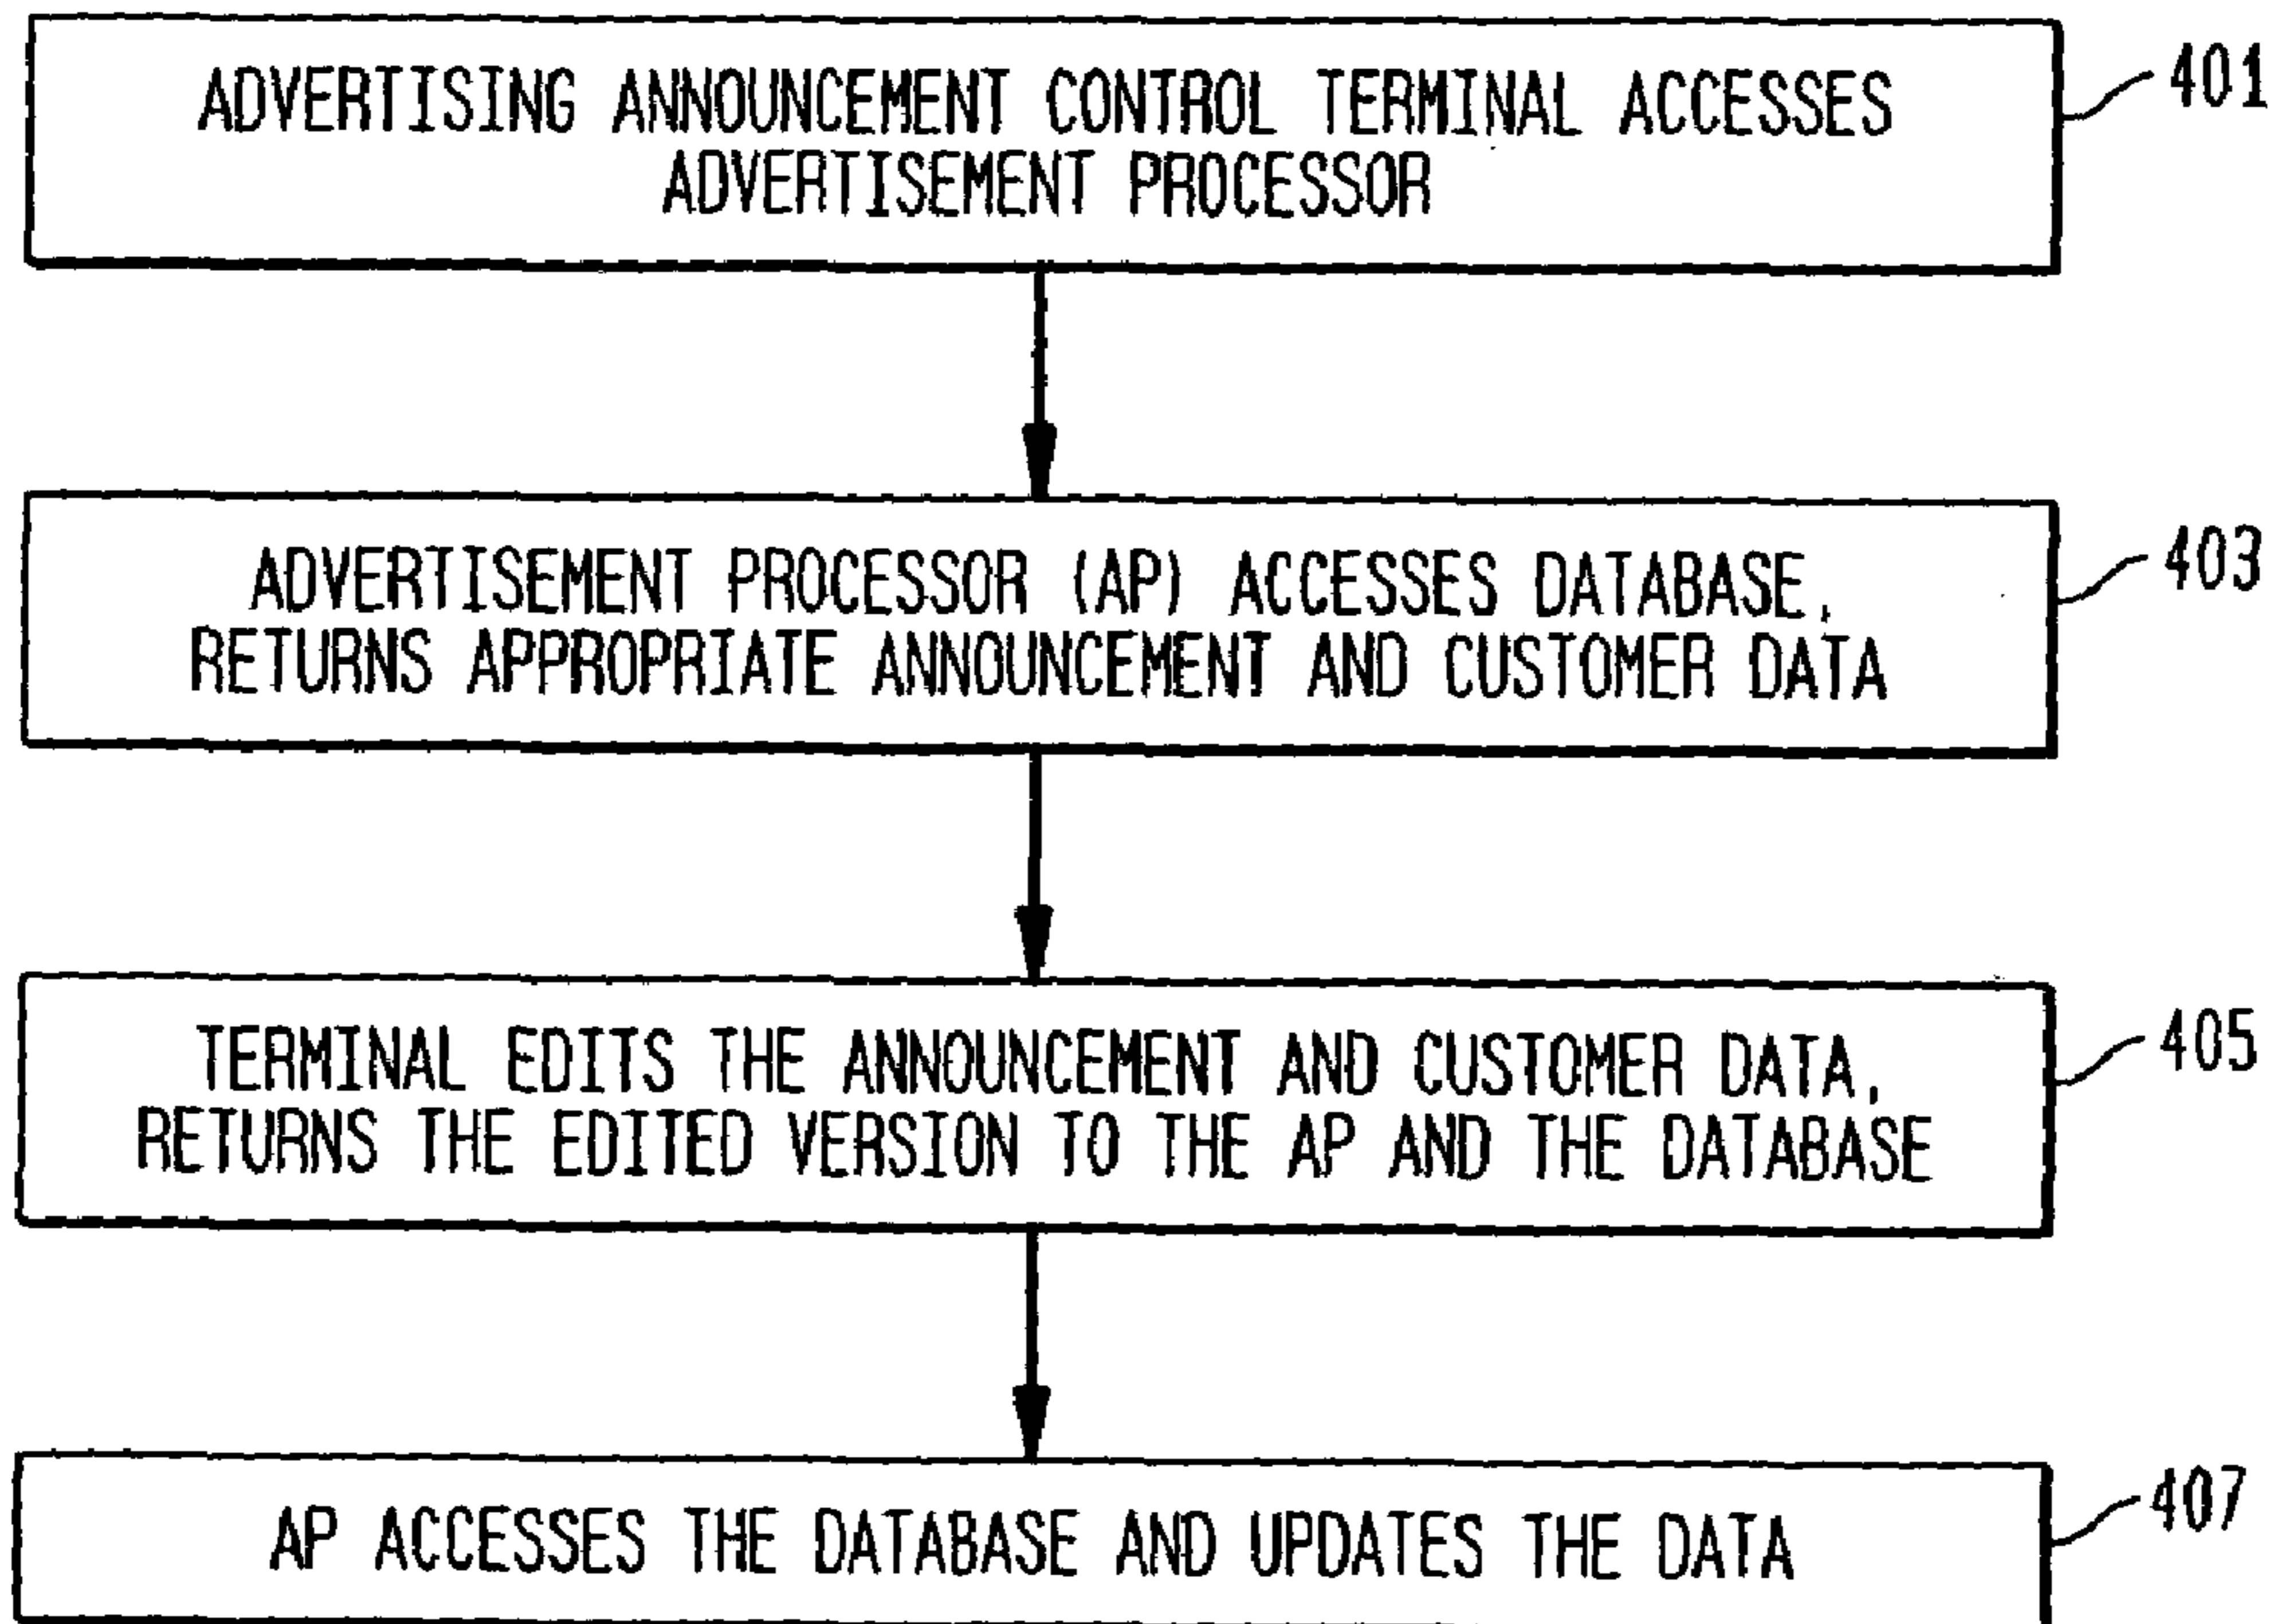 ADVERTISING ANNOUNCEMENT CONTROL TERMINAL ACCESSES
ADVERTISEMENT PROCESSOR
401
ADVERTISEMENT PROCESSOR (AP) ACCESSES DATABASE,
RETURNS APPROPRIATE ANNOUNCEMENT AND CUSTOMER DATA
403
TERMINAL EDITS THE ANNOUNCEMENT AND CUSTOMER DATA,
RETURNS THE EDITED VERSION TO THE AP AND THE DATABASE
405
AP ACCESSES THE DATABASE AND UPDATES THE DATA
407